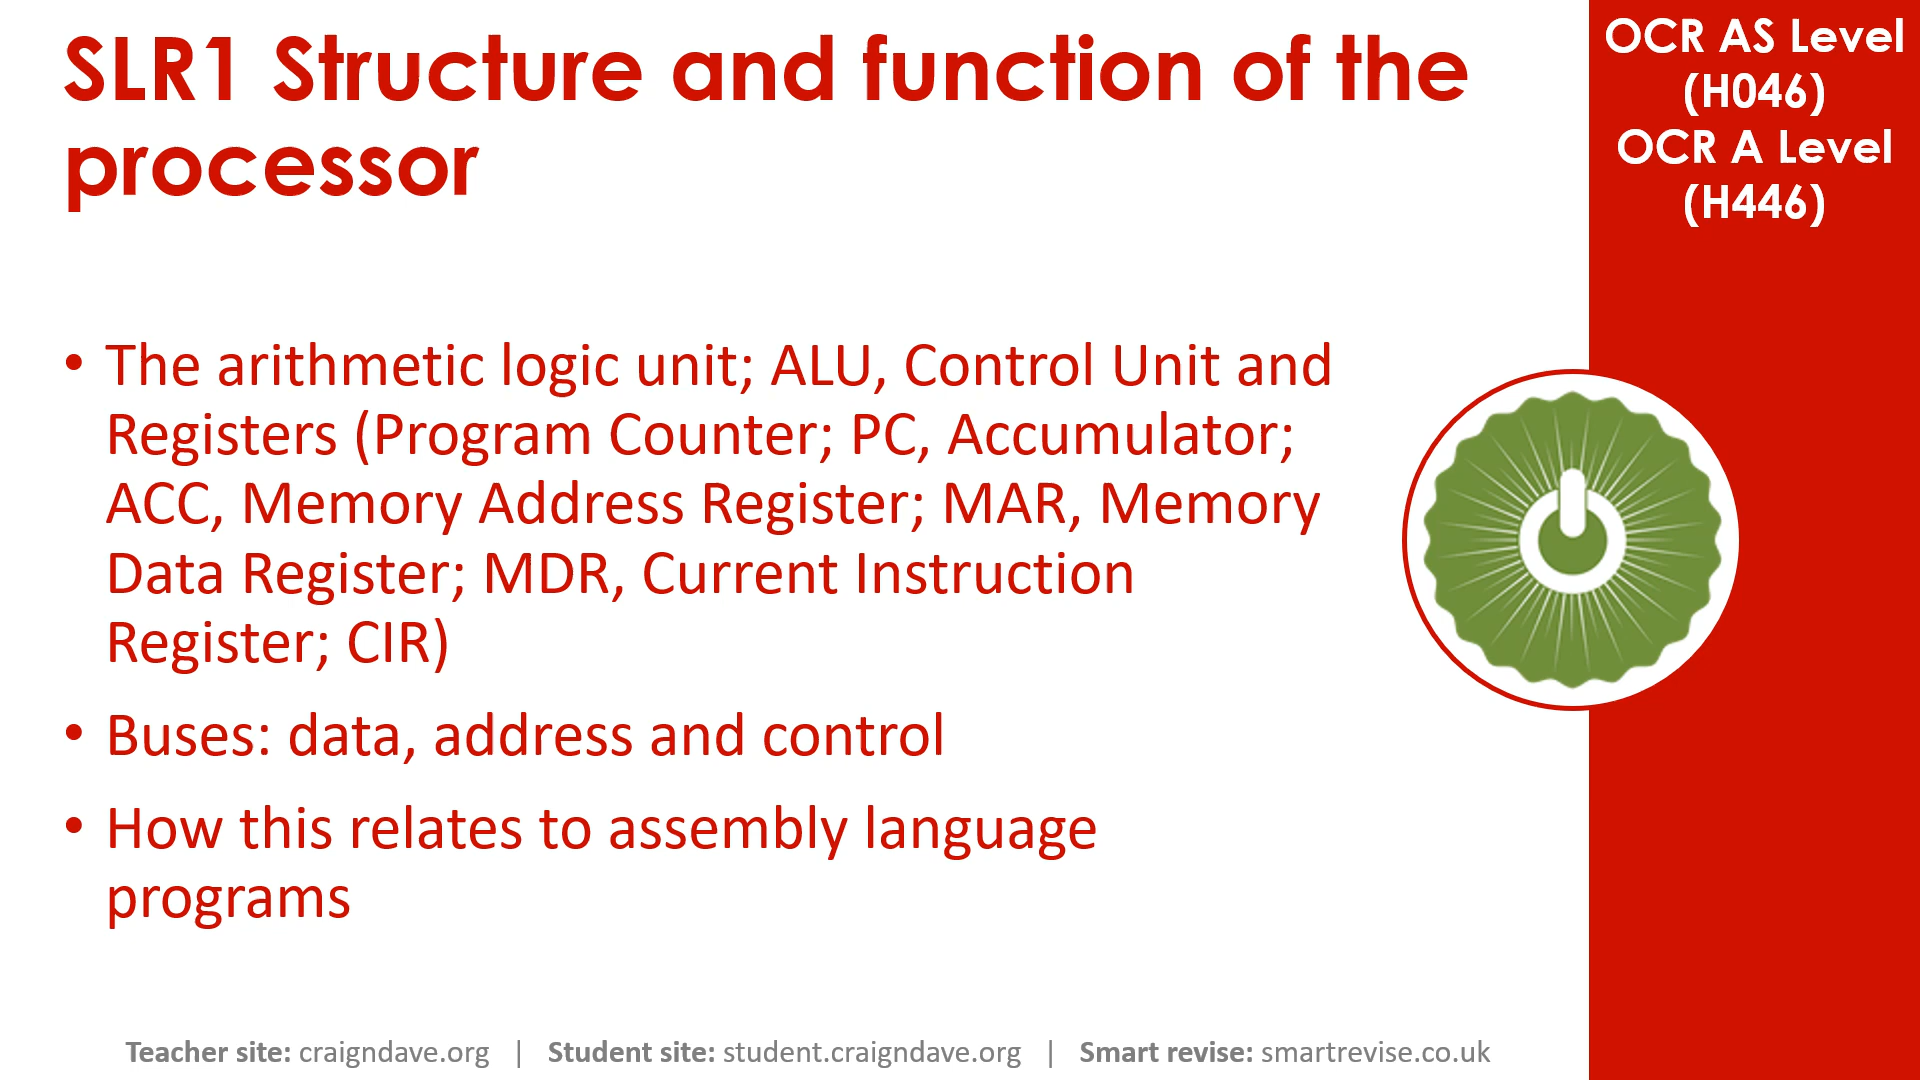 SLR1 Structure and function of the
processor
OCR AS Level
(H046)
OCR A Level
(H446)
• The arithmetic logic unit; ALU, Control Unit and
Registers (Program Counter; PC, Accumulator;
ACC, Memory Address Register; MAR, Memory
Data Register; MDR, Current Instruction
Register; CIR)
• Buses: data, address and control
• How this relates to assembly language
programs
Teacher site: craigndave.org | Student site: student.craigndave.org | Smart revise: smartrevise.co.uk